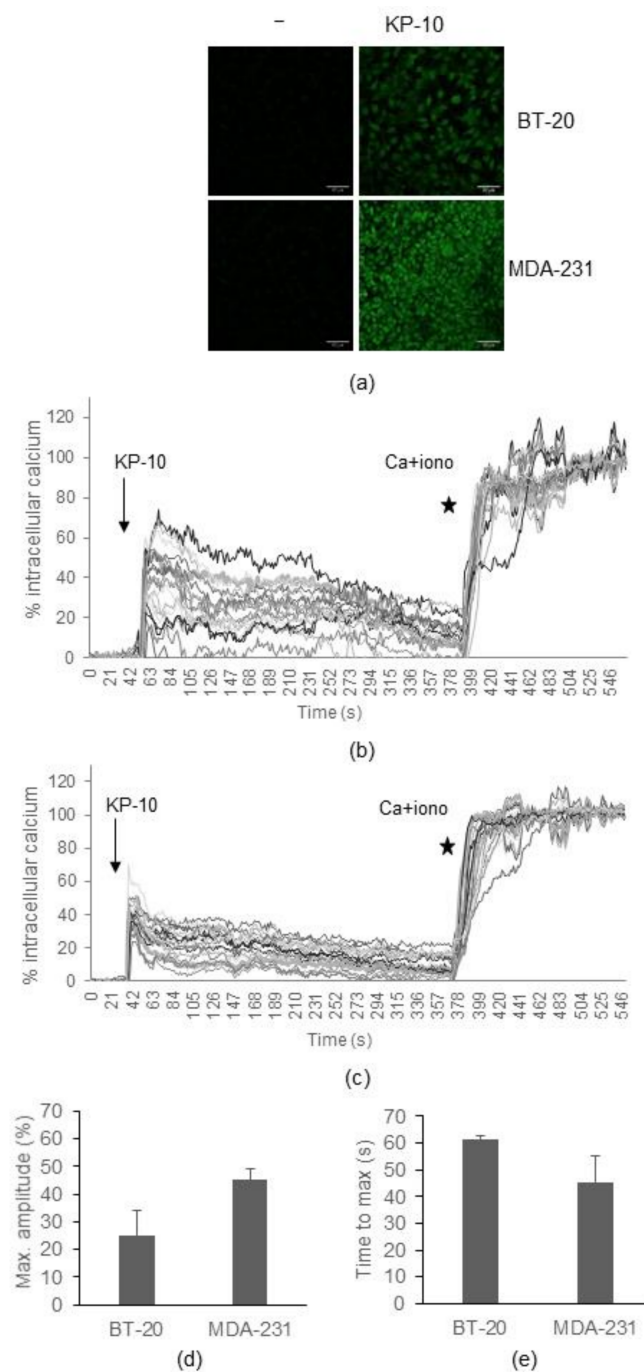 – KP-10
BT-20
MDA-231
(a)
% intracellular calcium
120
100
80
60
40
20
0
KP-10
Ca+iono
0 21 42 63 84 105 126 147 168 189 210 231 252 273 294 315 336 357 378 399 420 441 462 483 504 525 546
Time (s)
(b)
% intracellular calcium
120
100
80
60
40
20
0
KP-10
Ca+iono
0 21 42 63 84 105 126 147 168 189 210 231 252 273 294 315 336 357 378 399 420 441 462 483 504 525 546
Time (s)
(c)
Max. amplitude (%)
70
60
50
40
30
20
10
0
BT-20 MDA-231
(d)
Time to max (s)
70
60
50
40
30
20
10
0
BT-20 MDA-231
(e)